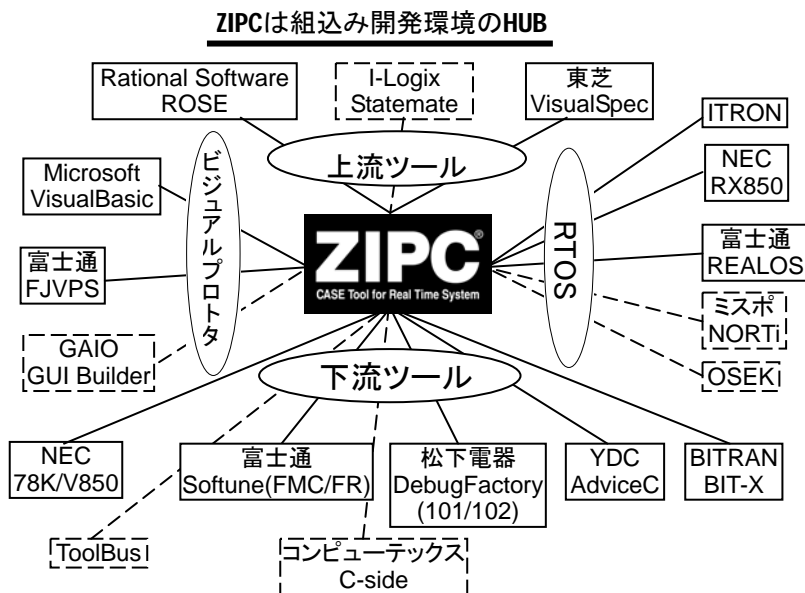 ZIPCは組込み開発環境のHUB
Rational Software
ROSE
I-Logix
Statemate
東芝
VisualSpec
上流ツール
Microsoft
VisualBasic
富士通
FJVPS
GAIO
GUI Builder
ビジュアルプロトタ
ZIPC®
CASE Tool for Real Time System
RTOS
ITRON
NEC
RX850
富士通
REALOS
ミスポ
NORTi
OSEK
下流ツール
NEC
78K/V850
富士通
Softune(FMC/FR)
松下電器
DebugFactory
(101/102)
YDC
AdviceC
BITRAN
BIT-X
ToolBus
コンピューテックス
C-side